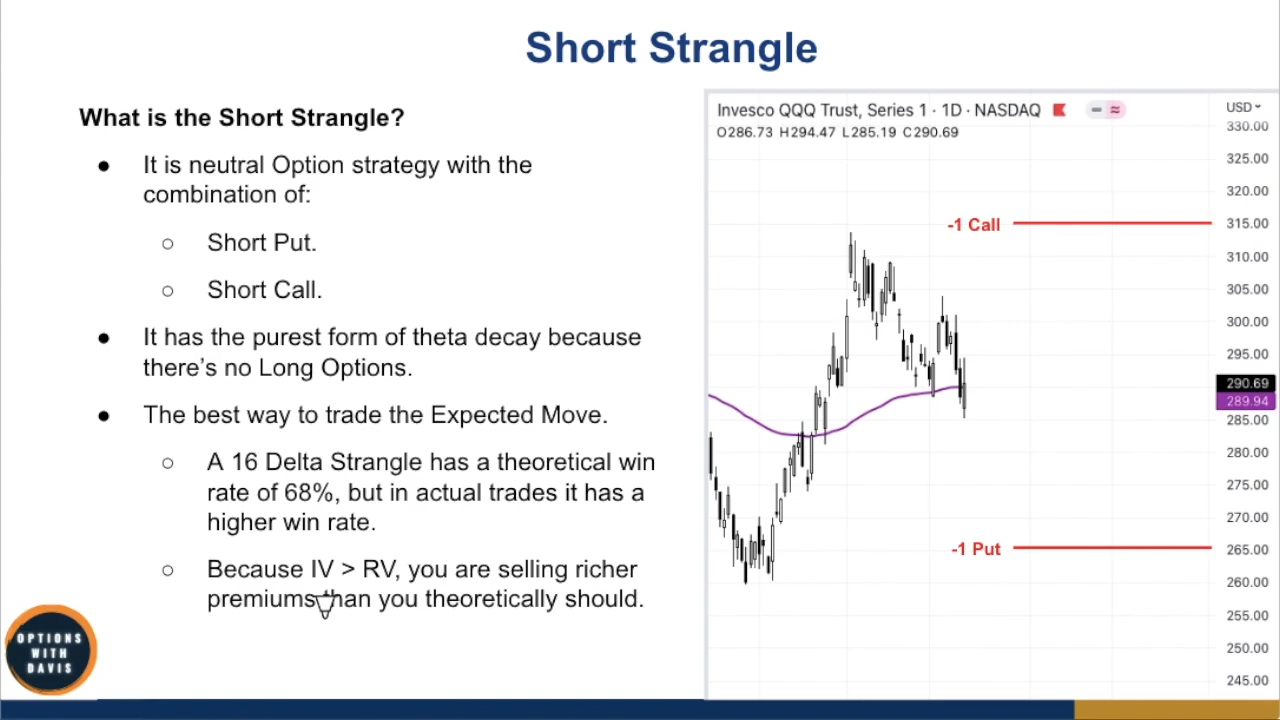 Short Strangle
What is the Short Strangle?
● It is neutral Option strategy with the
combination of:
○ Short Put.
○ Short Call.
● It has the purest form of theta decay because
there's no Long Options.
● The best way to trade the Expected Move.
○ A 16 Delta Strangle has a theoretical win
rate of 68%, but in actual trades it has a
higher win rate.
○ Because IV > RV, you are selling richer
premiums than you theoretically should.
OPTIONS
WITH
DAVIS
Invesco QQQ Trust, Series 1 · 1D · NASDAQ
O286.73 H294.47 L285.19 C290.69
USD
330.00
325.00
320.00
315.00
310.00
305.00
300.00
295.00
290.69
289.94
285.00
280.00
275.00
270.00
265.00
260.00
255.00
250.00
245.00
-1 Call
-1 Put